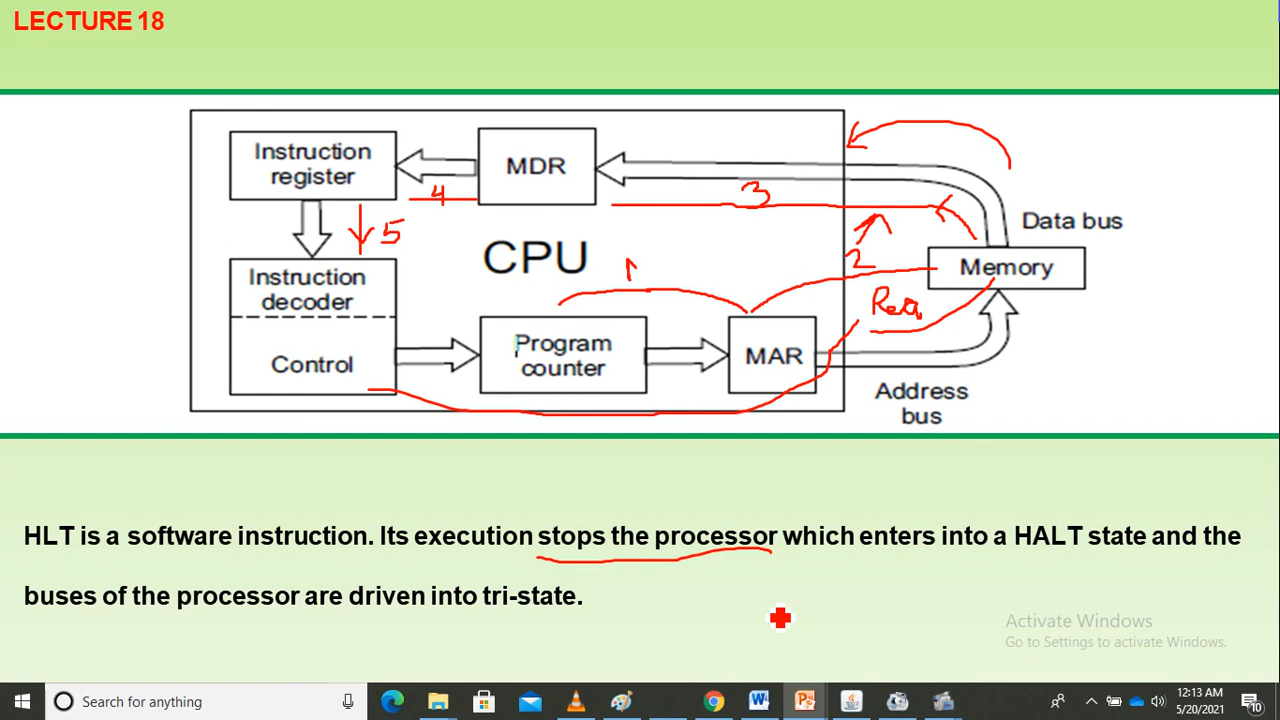 LECTURE 18
Instruction
register
MDR
4
3
5
Data bus
CPU
1
2
Memory
Instruction
decoder
Control
Program
counter
MAR
Address
bus
HLT is a software instruction. Its execution stops the processor which enters into a HALT state and the
buses of the processor are driven into tri-state.
Activate Windows
Go to Settings to activate Windows.
Search for anything
12:13 AM
5/20/2021
10